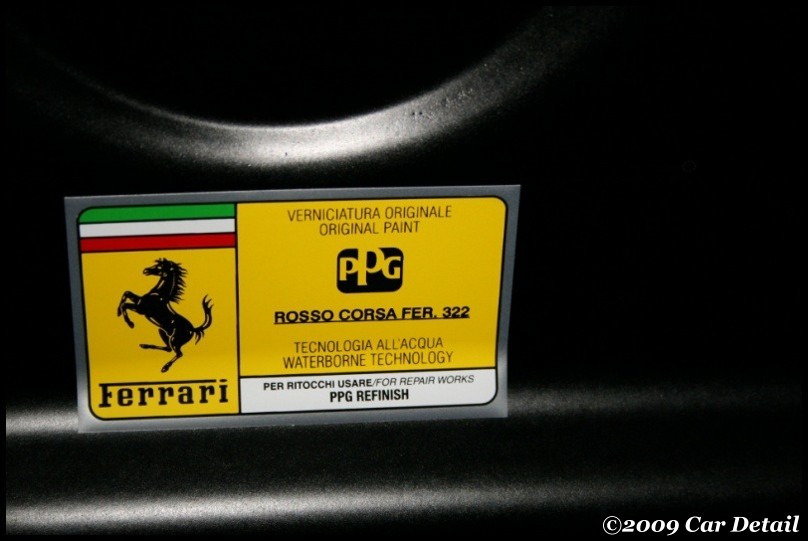 VERNICIATURA ORIGINALE
ORIGINAL PAINT
PPG
ROSSO CORSA FER. 322
TECNOLOGIA ALL'ACQUA
WATERBORNE TECHNOLOGY
Ferrari
PER RITOCCHI USARE/FOR REPAIR WORKS
PPG REFINISH
©2009 Car Detail